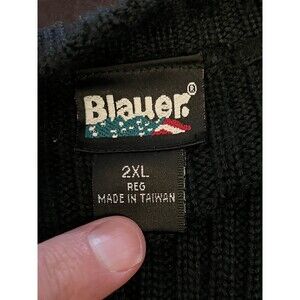 Blauer.®
2XL
REG
MADE IN TAIWAN